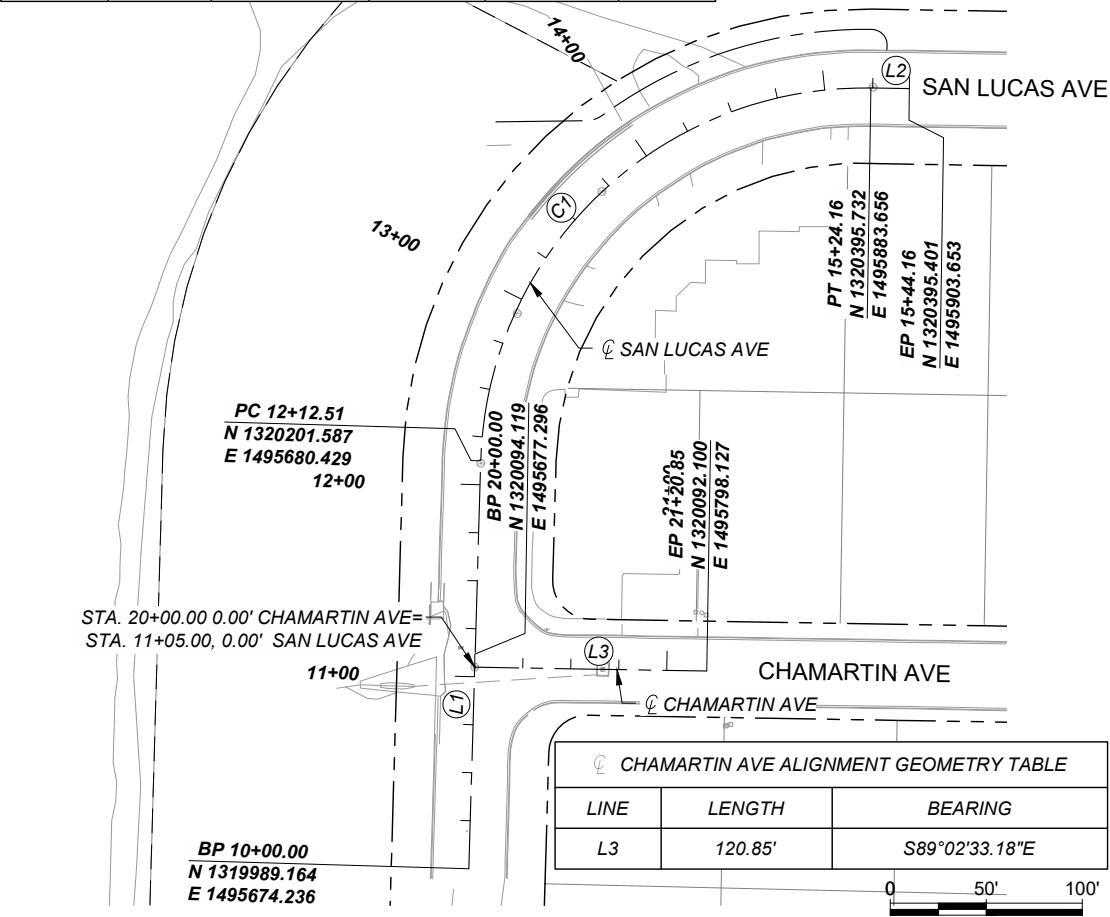 14+00
L2
SAN LUCAS AVE
C1
13+00
PT 15+24.16
N 1320395.732
E 1495883.656
EP 15+44.16
N 1320395.401
E 1495903.653
℄ SAN LUCAS AVE
PC 12+12.51
N 1320201.587
E 1495680.429
12+00
BP 20+00.00
N 1320094.119
E 1495677.296
21+00
EP 21+20.85
N 1320092.100
E 1495798.127
STA. 20+00.00 0.00' CHAMARTIN AVE=
STA. 11+05.00, 0.00' SAN LUCAS AVE
11+00
L3
CHAMARTIN AVE
L1
℄ CHAMARTIN AVE
℄ CHAMARTIN AVE ALIGNMENT GEOMETRY TABLE
LINE LENGTH BEARING
L3 120.85' S89°02'33.18"E
BP 10+00.00
N 1319989.164
E 1495674.236
0 50' 100'